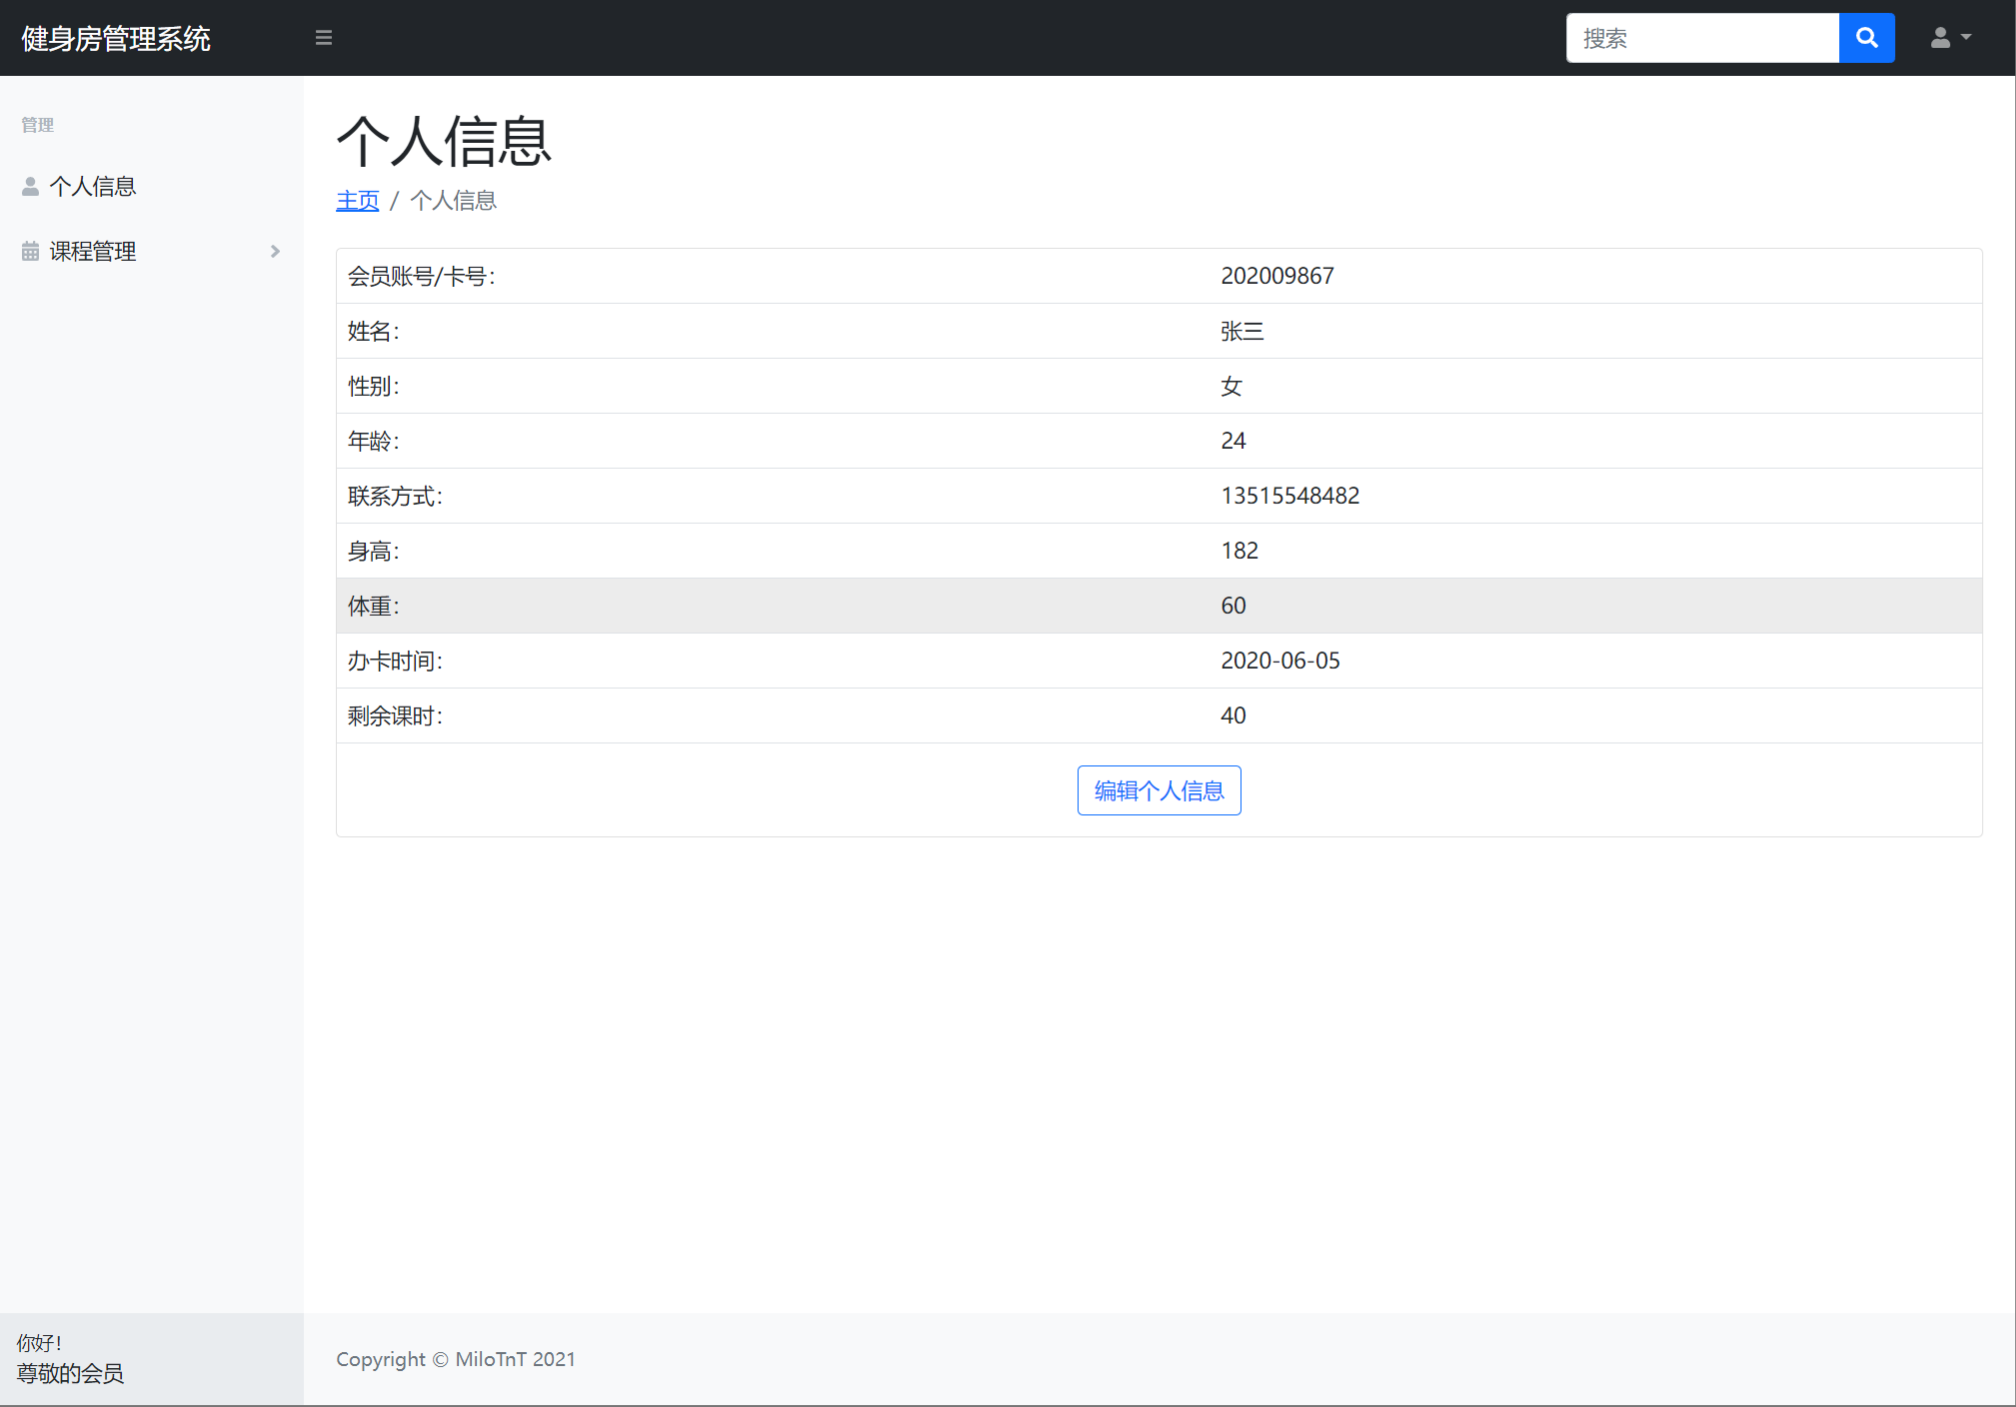 健身房管理系统
搜索
管理
个人信息
课程管理
个人信息
主页 / 个人信息
会员账号/卡号： 202009867
姓名： 张三
性别： 女
年龄： 24
联系方式： 13515548482
身高： 182
体重： 60
办卡时间： 2020-06-05
剩余课时： 40
编辑个人信息
你好！
尊敬的会员
Copyright © MiloTnT 2021